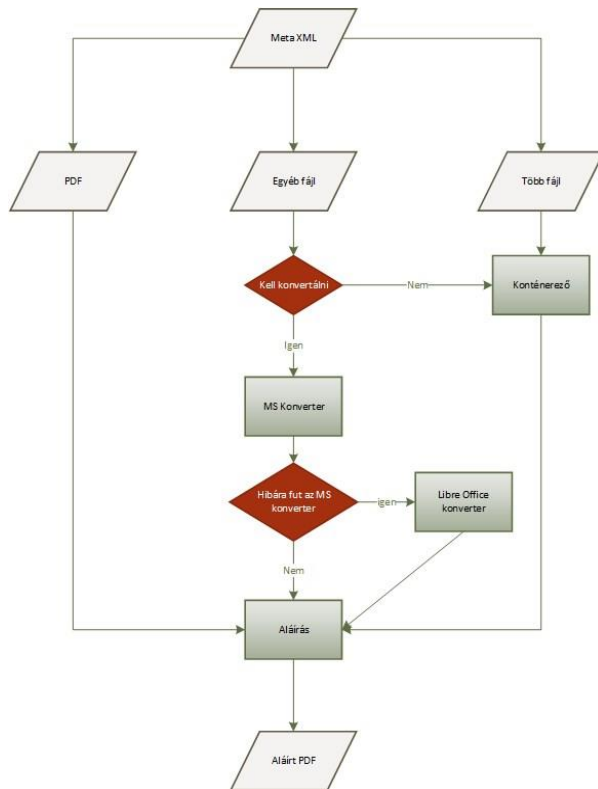 Meta XML
PDF
Egyéb fájl
Több fájl
Kell konvertálni
Nem
Konténerező
Igen
MS Konverter
Hibára fut az MS
konverter
igen
Libre Office
konverter
Nem
Aláírás
Aláírt PDF